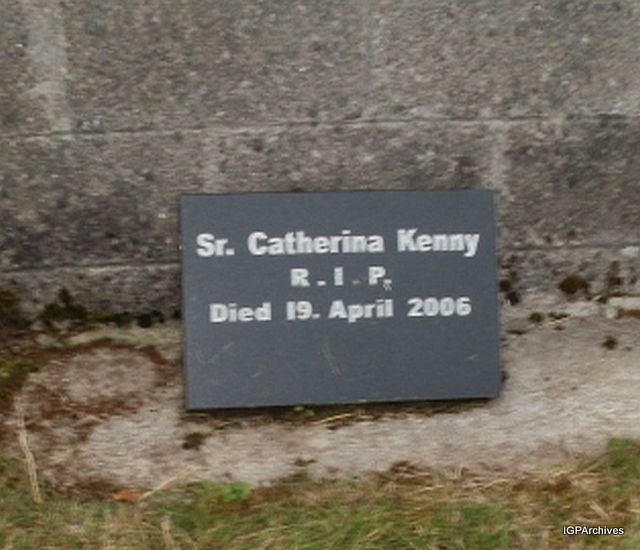 Sr. Catherina Kenny
R . I . P.
Died 19. April 2006
IGPArchives